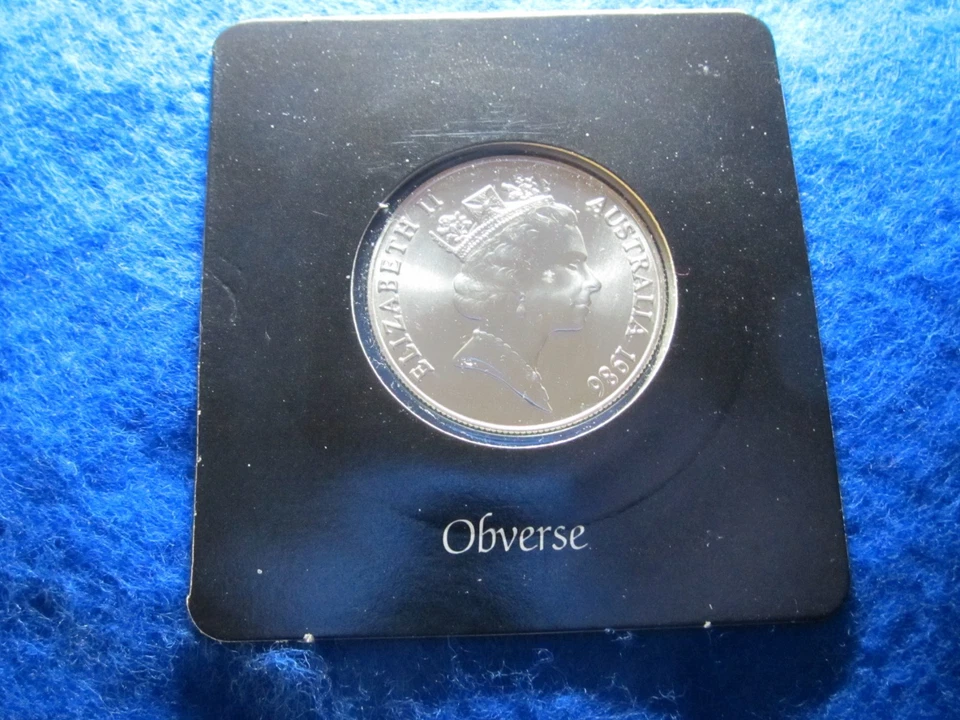 ELIZABETH II
AUSTRALIA 1986
Obverse